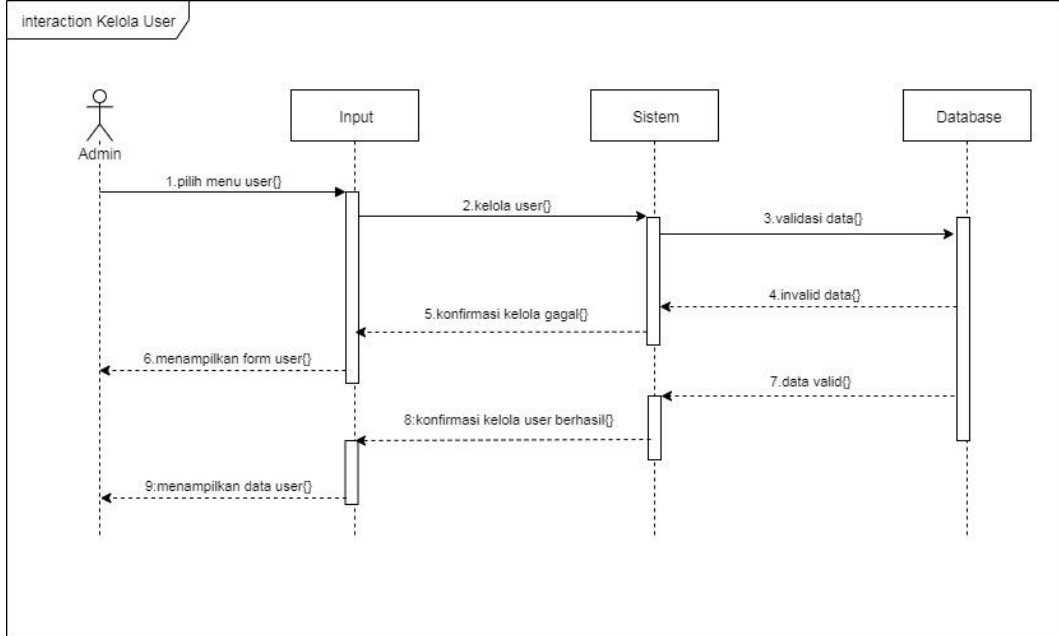 interaction Kelola User
Admin
Input
Sistem
Database
1.pilih menu user{}
2.kelola user{}
3.validasi data{}
4.invalid data{}
5.konfirmasi kelola gagal{}
6.menampilkan form user{}
7.data valid{}
8:konfirmasi kelola user berhasil{}
9:menampilkan data user{}